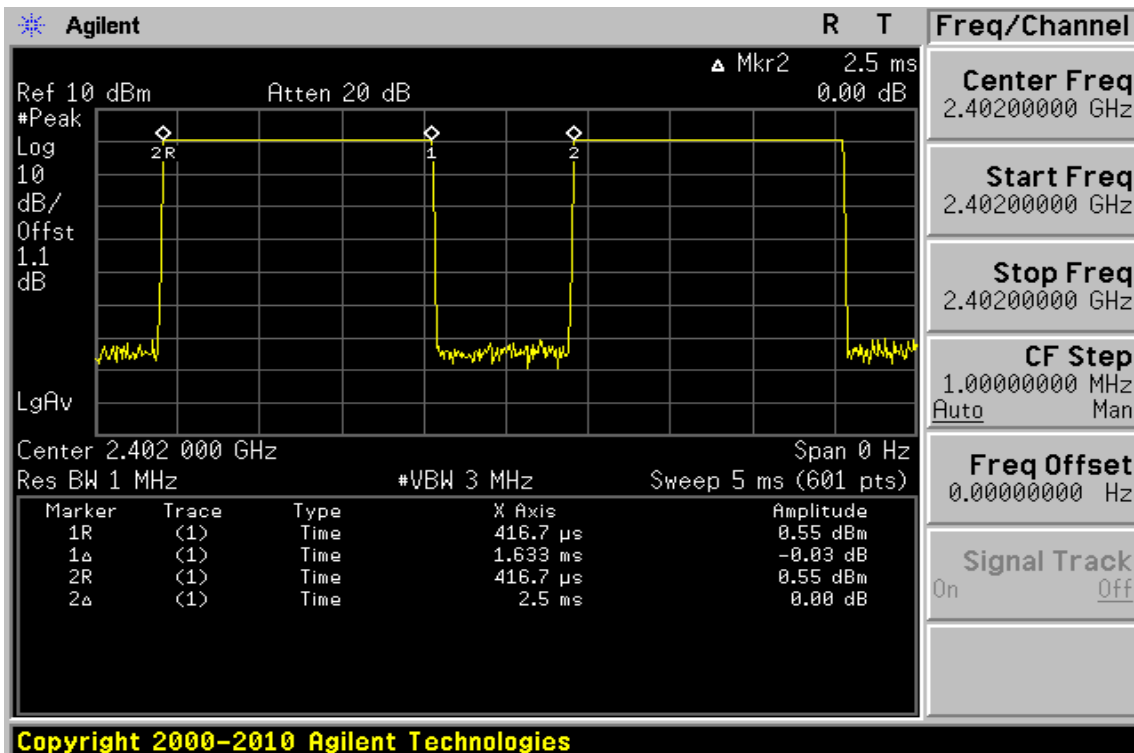 Agilent
R T
Freq/Channel
Δ Mkr2 2.5 ms
Ref 10 dBm Atten 20 dB 0.00 dB
#Peak
Log
10
dB/
Offst
1.1
dB
LgAv
2R
1
2
Center 2.402 000 GHz Span 0 Hz
Res BW 1 MHz #VBW 3 MHz Sweep 5 ms (601 pts)
Marker Trace Type X Axis Amplitude
1R (1) Time 416.7 µs 0.55 dBm
1Δ (1) Time 1.633 ms -0.03 dB
2R (1) Time 416.7 µs 0.55 dBm
2Δ (1) Time 2.5 ms 0.00 dB
Center Freq
2.40200000 GHz
Start Freq
2.40200000 GHz
Stop Freq
2.40200000 GHz
CF Step
1.00000000 MHz
Auto Man
Freq Offset
0.00000000 Hz
Signal Track
On Off
Copyright 2000-2010 Agilent Technologies